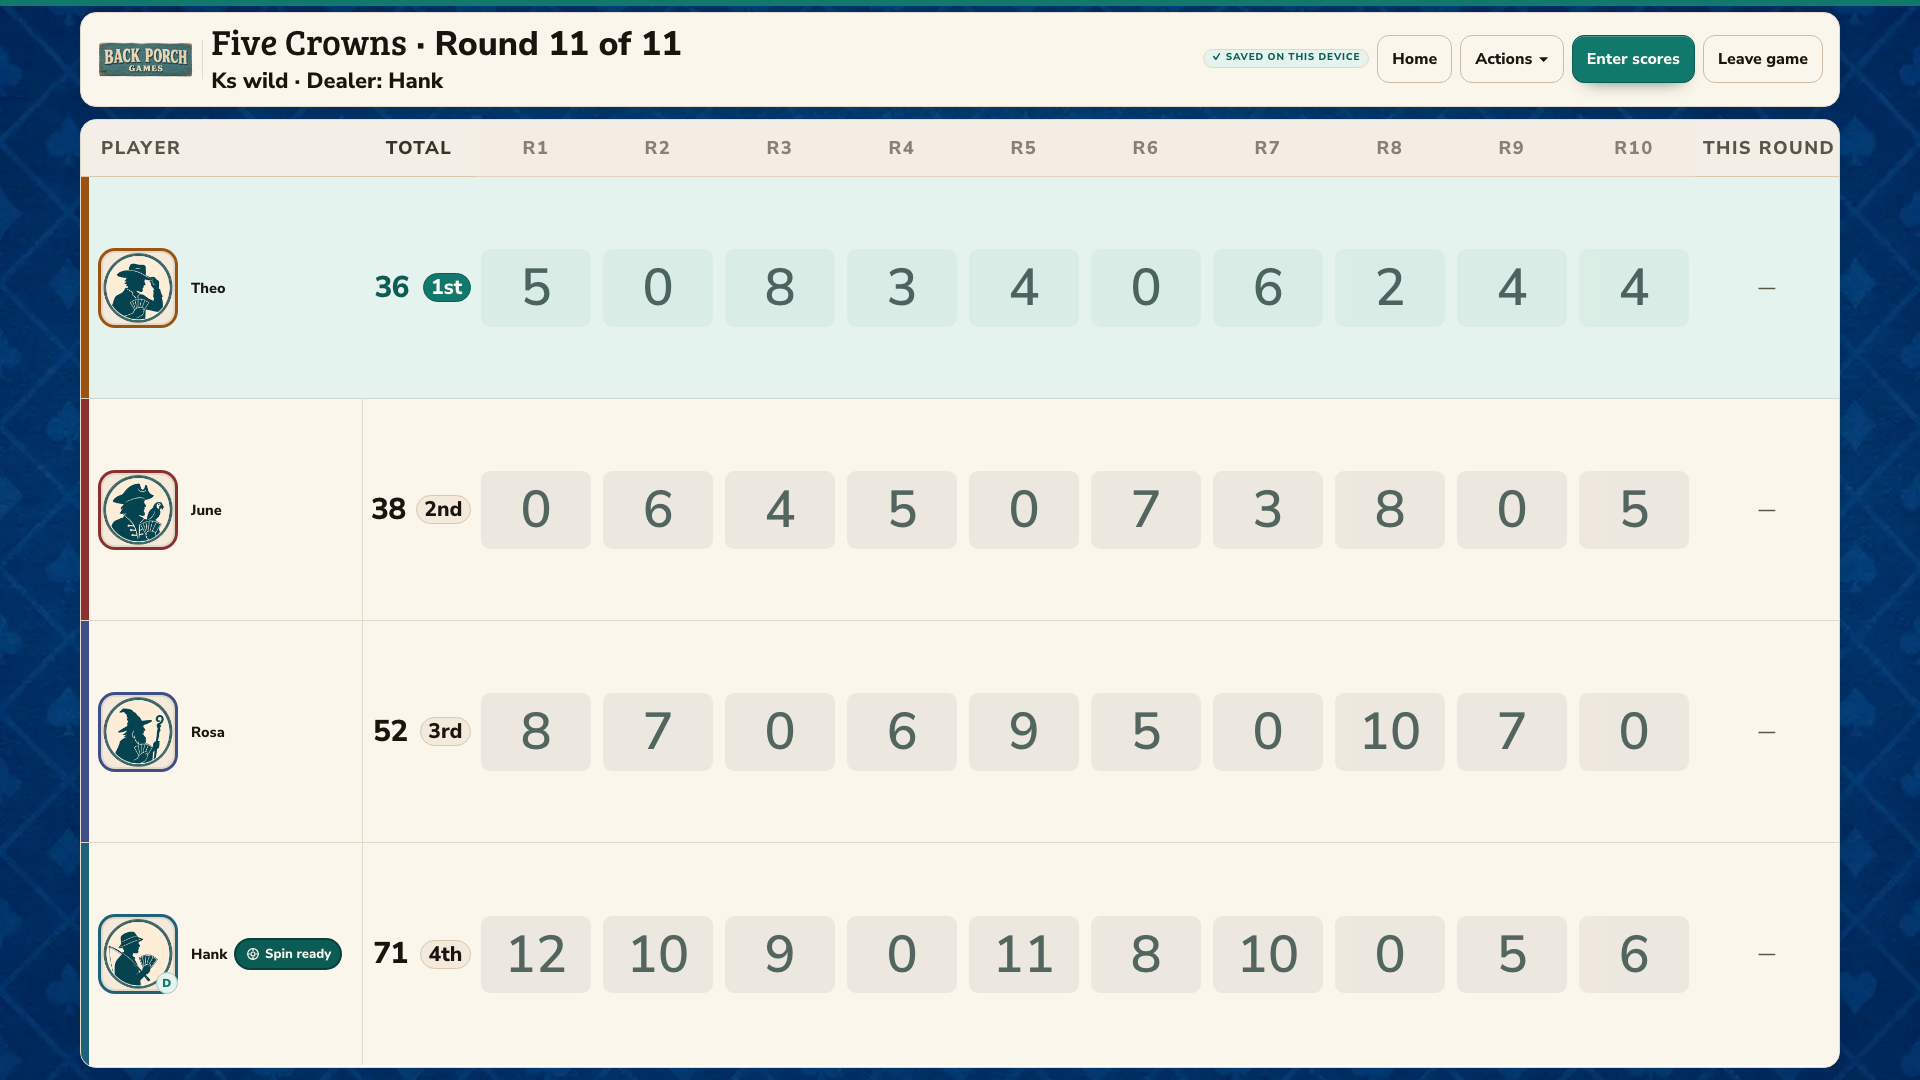 BACK PORCH
GAMES
Five Crowns · Round 11 of 11
Ks wild · Dealer: Hank
✓ SAVED ON THIS DEVICE
Home
Actions
Enter scores
Leave game
PLAYER TOTAL R1 R2 R3 R4 R5 R6 R7 R8 R9 R10 THIS ROUND
Theo 36 1st 5 0 8 3 4 0 6 2 4 4 —
June 38 2nd 0 6 4 5 0 7 3 8 0 5 —
Rosa 52 3rd 8 7 0 6 9 5 0 10 7 0 —
D Hank Spin ready 71 4th 12 10 9 0 11 8 10 0 5 6 —